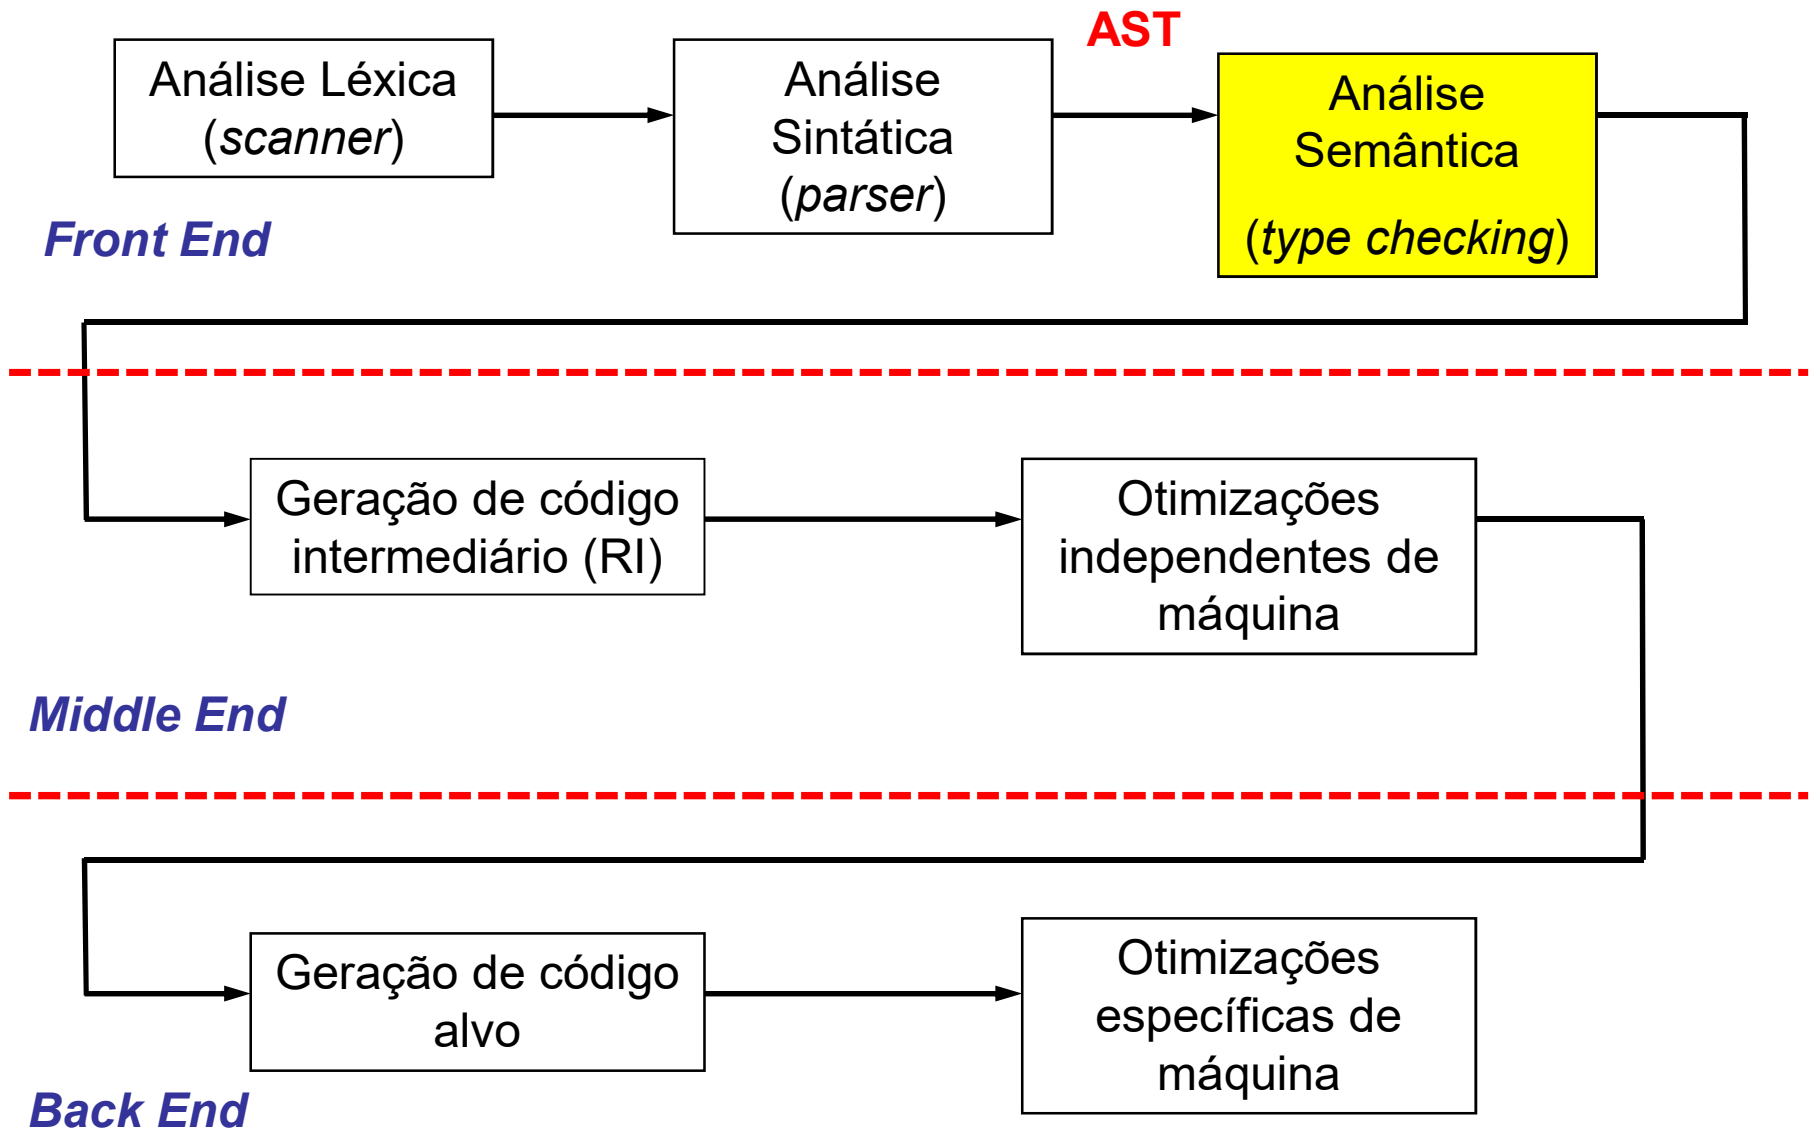 AST
Análise Léxica
(scanner)
Análise
Sintática
(parser)
Análise
Semântica
(type checking)
Front End
Geração de código
intermediário (RI)
Otimizações
independentes de
máquina
Middle End
Geração de código
alvo
Otimizações
específicas de
máquina
Back End